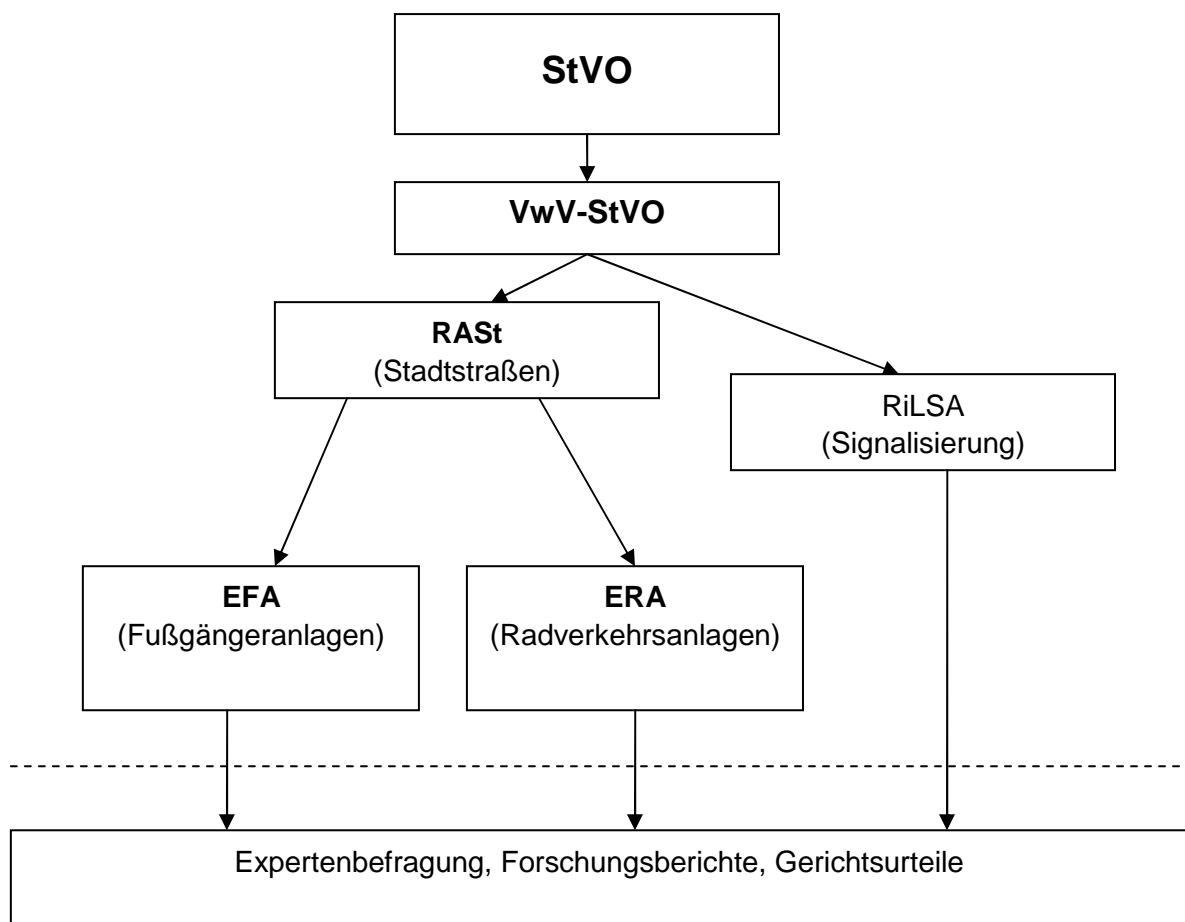 StVO
VwV-StVO
RASt
(Stadtstraßen)
RiLSA
(Signalisierung)
EFA
(Fußgängeranlagen)
ERA
(Radverkehrsanlagen)
Expertenbefragung, Forschungsberichte, Gerichtsurteile